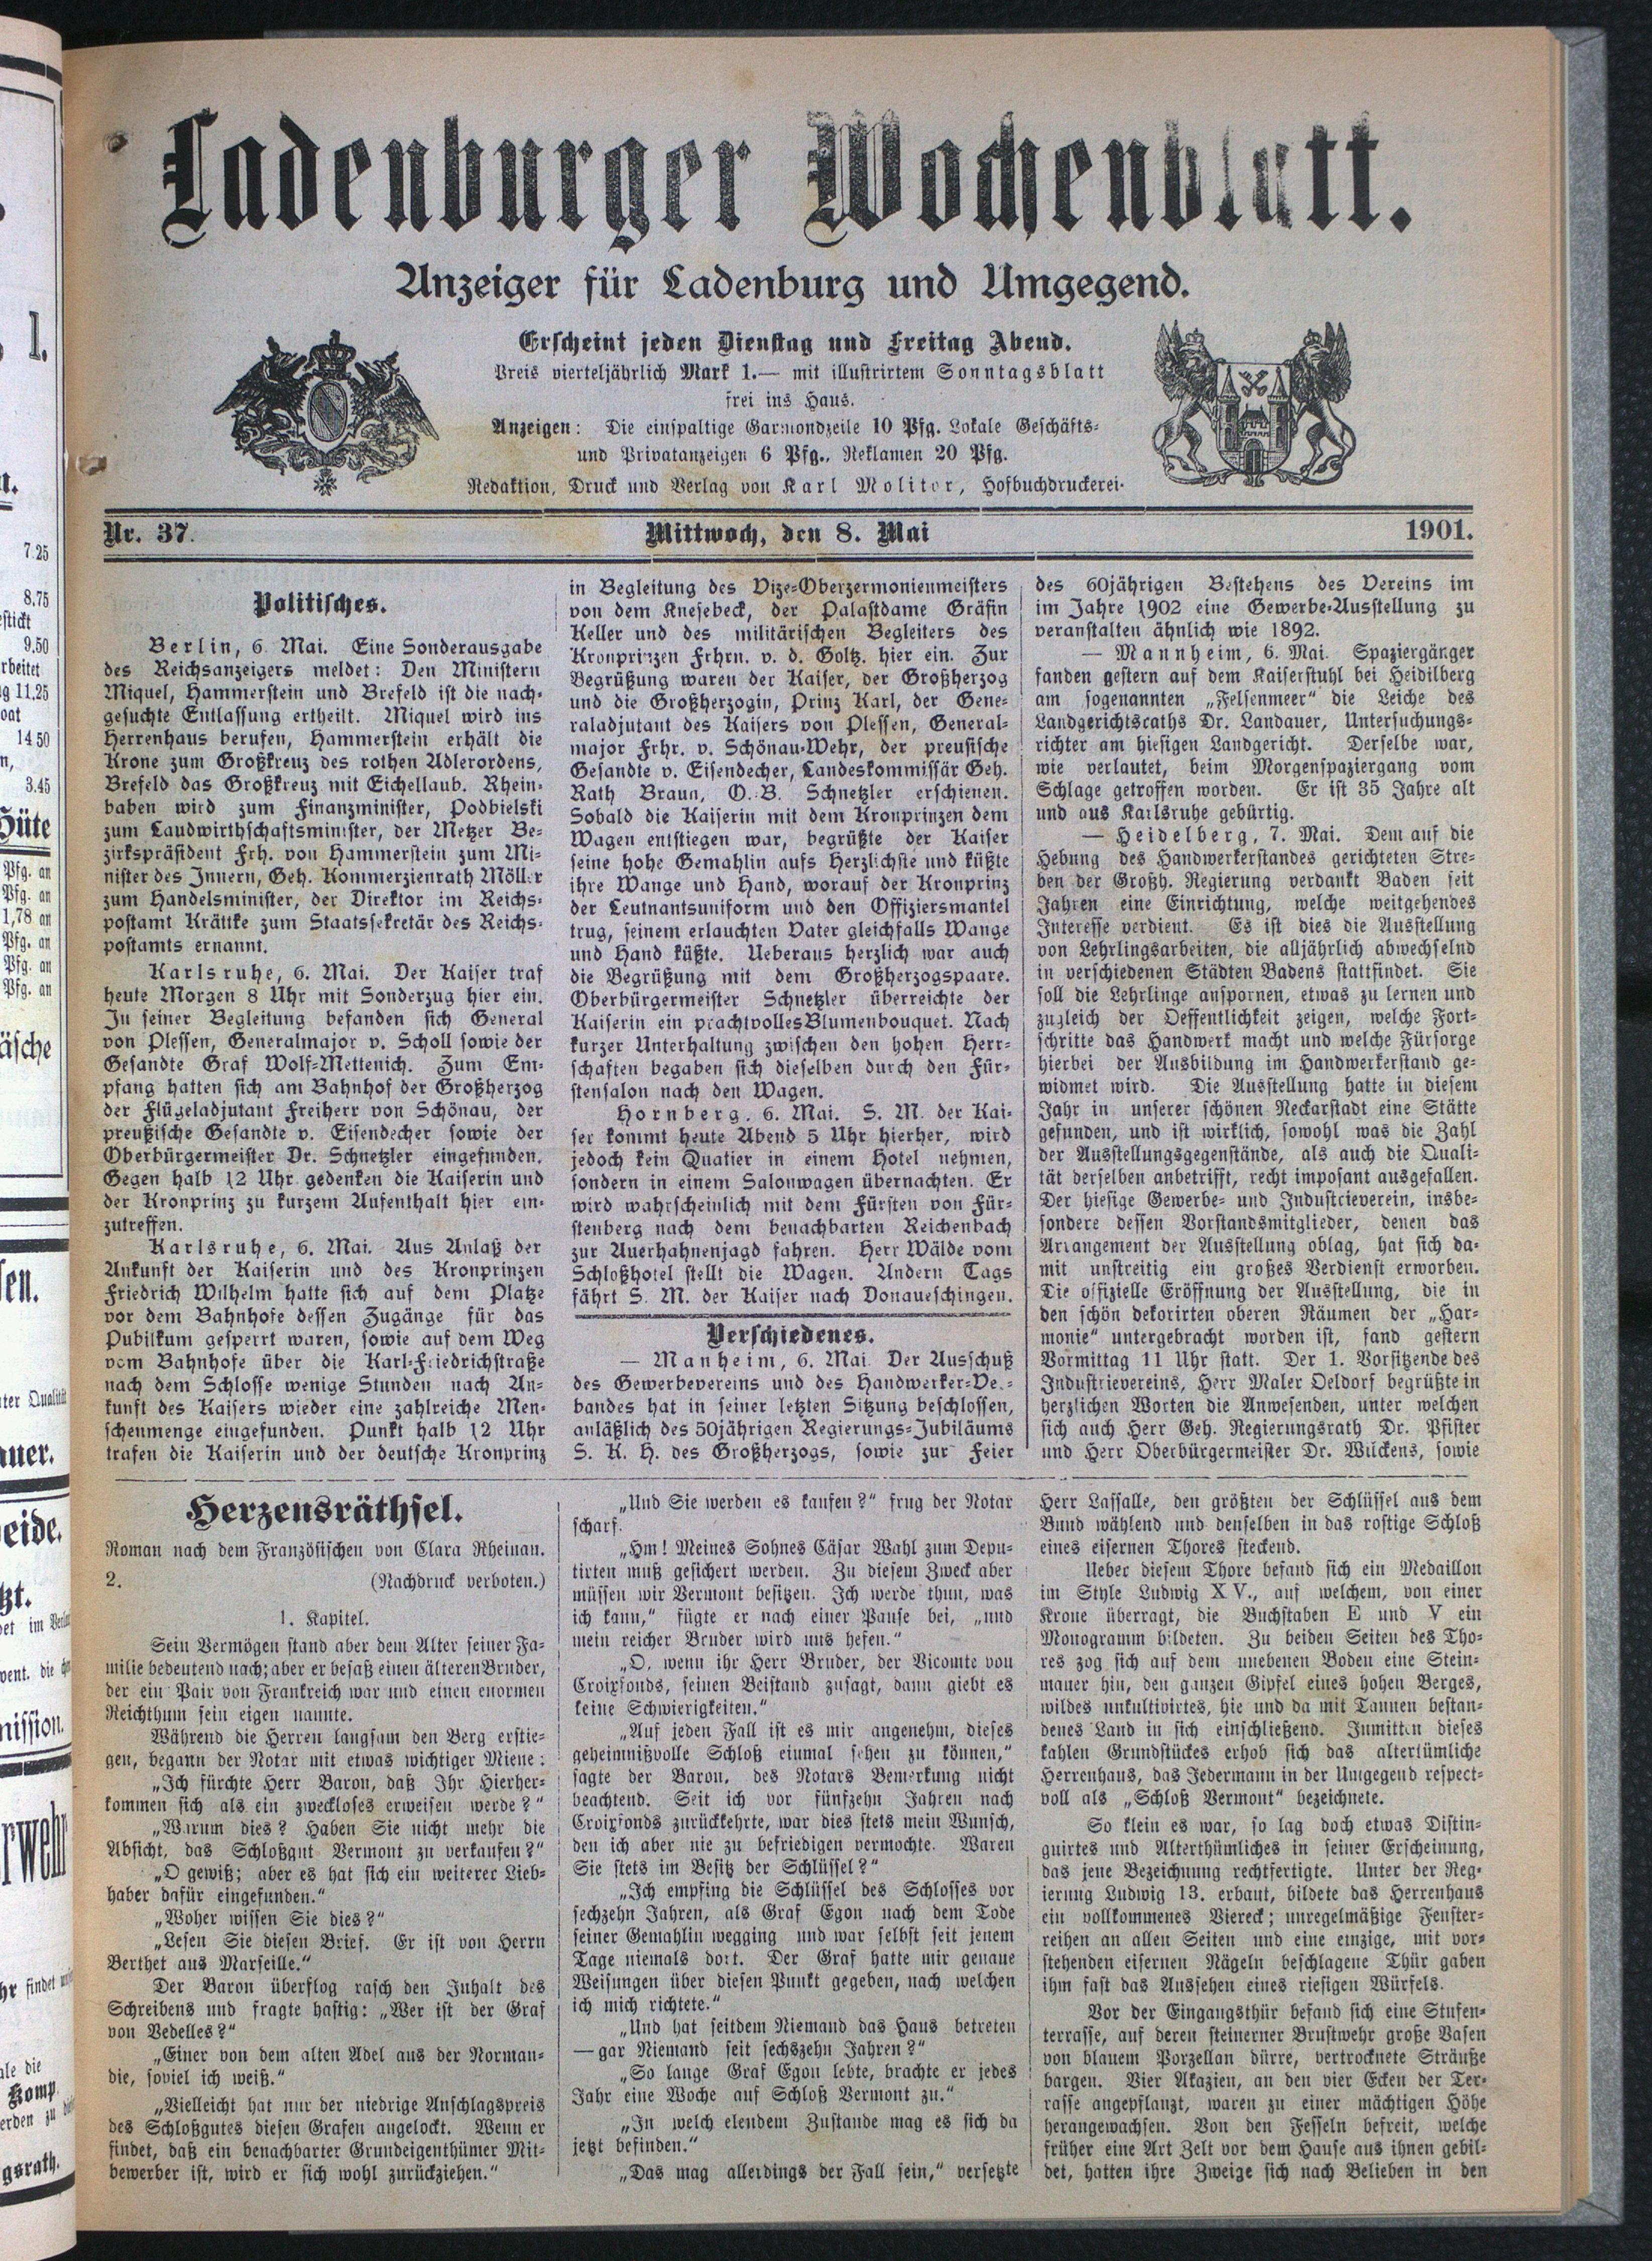 Ladenburger Wochenblatt.
Anzeiger für Ladenburg und Umgegend.
Erscheint jeden Dienstag und Freitag Abend.
Preis vierteljährlich Mark 1.— mit illustrirtem Sonntagsblatt
frei ins Haus.
Anzeigen: Die einspaltige Garmondzeile 10 Pfg. Lokale Geschäfts-
und Privatanzeigen 6 Pfg., Reklamen 20 Pfg.
Redaktion, Druck und Verlag von Karl Molitor, Hofbuchdruckerei.
Nr. 37.
Mittwoch, den 8. Mai
1901.
Politisches.
Berlin, 6. Mai. Eine Sonderausgabe
des Reichsanzeigers meldet: Den Ministern
Miquel, Hammerstein und Brefeld ist die nach-
gesuchte Entlassung ertheilt. Miquel wird ins
Herrenhaus berufen, Hammerstein erhält die
Krone zum Großkreuz des rothen Adlerordens,
Brefeld das Großkreuz mit Eichellaub. Rhein-
baben wird zum Finanzminister, Podbielski
zum Landwirthschaftsminister, der Metzer Be-
zirkspräsident Frh. von Hammerstein zum Mi-
nister des Innern, Geh. Kommerzienrath Möller
zum Handelsminister, der Direktor im Reichs-
postamt Krättke zum Staatssekretär des Reichs-
postamts ernannt.
Karlsruhe, 6. Mai. Der Kaiser traf
heute Morgen 8 Uhr mit Sonderzug hier ein.
In seiner Begleitung befanden sich General
von Plessen, Generalmajor v. Scholl sowie der
Gesandte Graf Wolf-Mettenich. Zum Em-
pfang hatten sich am Bahnhof der Großherzog
der Flügeladjutant Freiherr von Schönau, der
preußische Gesandte v. Eisendecher sowie der
Oberbürgermeister Dr. Schnetzler eingefunden.
Gegen halb 12 Uhr gedenken die Kaiserin und
der Kronprinz zu kurzem Aufenthalt hier ein-
zutreffen.
Karlsruhe, 6. Mai. Aus Anlaß der
Ankunft der Kaiserin und des Kronprinzen
Friedrich Wilhelm hatte sich auf dem Platze
vor dem Bahnhofe dessen Zugänge für das
Pubilkum gesperrt waren, sowie auf dem Weg
vom Bahnhofe über die Karl-Friedrichstraße
nach dem Schlosse wenige Stunden nach An-
kunft des Kaisers wieder eine zahlreiche Men-
schenmenge eingefunden. Punkt halb 12 Uhr
trafen die Kaiserin und der deutsche Kronprinz
in Begleitung des Vize-Oberzermonienmeisters
von dem Knesebeck, der Palastdame Gräfin
Keller und des militärischen Begleiters des
Kronprinzen Frhrn. v. d. Goltz. hier ein. Zur
Begrüßung waren der Kaiser, der Großherzog
und die Großherzogin, Prinz Karl, der Gene-
raladjutant des Kaisers von Plessen, General-
major Frhr. v. Schönau-Wehr, der preusische
Gesandte v. Eisendecher, Landeskommissär Geh.
Rath Braun, O.-B. Schnetzler erschienen.
Sobald die Kaiserin mit dem Kronprinzen dem
Wagen entstiegen war, begrüßte der Kaiser
seine hohe Gemahlin aufs Herzlichste und küßte
ihre Wange und Hand, worauf der Kronprinz
der Leutnantsuniform und den Offiziersmantel
trug, seinem erlauchten Vater gleichfalls Wange
und Hand küßte. Ueberaus herzlich war auch
die Begrüßung mit dem Großherzogspaare.
Oberbürgermeister Schnetzler überreichte der
Kaiserin ein prachtvolles Blumenbouquet. Nach
kurzer Unterhaltung zwischen den hohen Herr-
schaften begaben sich dieselben durch den Für-
stensalon nach den Wagen.
Hornberg, 6. Mai. S. M. der Kai-
ser kommt heute Abend 5 Uhr hierher, wird
jedoch kein Quatier in einem Hotel nehmen,
sondern in einem Salonwagen übernachten. Er
wird wahrscheinlich mit dem Fürsten von Für-
stenberg nach dem benachbarten Reichenbach
zur Auerhahnenjagd fahren. Herr Wälde vom
Schloßhotel stellt die Wagen. Andern Tags
fährt S. M. der Kaiser nach Donaueschingen.
Verschiedenes.
— Manheim, 6. Mai. Der Ausschuß
des Gewerbevereins und des Handwerker-Ver-
bandes hat in seiner letzten Sitzung beschlossen,
anläßlich des 50jährigen Regierungs-Jubiläums
S. K. H. des Großherzogs, sowie zur Feier
des 60jährigen Bestehens des Vereins im
im Jahre 1902 eine Gewerbe-Ausstellung zu
veranstalten ähnlich wie 1892.
— Mannheim, 6. Mai. Spaziergänger
fanden gestern auf dem Kaiserstuhl bei Heidilberg
am sogenannten „Felsenmeer“ die Leiche des
Landgerichtsraths Dr. Landauer, Untersuchungs-
richter am hiesigen Landgericht. Derselbe war,
wie verlautet, beim Morgenspaziergang vom
Schlage getroffen worden. Er ist 35 Jahre alt
und aus Karlsruhe gebürtig.
— Heidelberg, 7. Mai. Dem auf die
Hebung des Handwerkerstandes gerichteten Stre-
ben der Großh. Regierung verdankt Baden seit
Jahren eine Einrichtung, welche weitgehendes
Interesse verdient. Es ist dies die Ausstellung
von Lehrlingsarbeiten, die alljährlich abwechselnd
in verschiedenen Städten Badens stattfindet. Sie
soll die Lehrlinge anspornen, etwas zu lernen und
zugleich der Oeffentlichkeit zeigen, welche Fort-
schritte das Handwerk macht und welche Fürsorge
hierbei der Ausbildung im Handwerkerstand ge-
widmet wird. Die Ausstellung hatte in diesem
Jahr in unserer schönen Neckarstadt eine Stätte
gefunden, und ist wirklich, sowohl was die Zahl
der Ausstellungsgegenstände, als auch die Quali-
tät derselben anbetrifft, recht imposant ausgefallen.
Der hiesige Gewerbe- und Industrieverein, insbe-
sondere dessen Vorstandsmitglieder, denen das
Arrangement der Ausstellung oblag, hat sich da-
mit unstreitig ein großes Verdienst erworben.
Die offizielle Eröffnung der Ausstellung, die in
den schön dekorirten oberen Räumen der „Har-
monie“ untergebracht worden ist, fand gestern
Vormittag 11 Uhr statt. Der 1. Vorsitzende des
Industrievereins, Herr Maler Oeldorf begrüßte in
herzlichen Worten die Anwesenden, unter welchen
sich auch Herr Geh. Regierungsrath Dr. Pfister
und Herr Oberbürgermeister Dr. Wilckens, sowie
Herzensräthsel.
Roman nach dem Französischen von Clara Rheinau.
2. (Nachdruck verboten.)
1. Kapitel.
Sein Vermögen stand aber dem Alter seiner Fa-
milie bedeutend nach; aber er besaß einen älteren Bruder,
der ein Pair von Frankreich war und einen enormen
Reichthum sein eigen nannte.
Während die Herren langsam den Berg erstie-
gen, begann der Notar mit etwas wichtiger Miene:
„Ich fürchte Herr Baron, daß Ihr Hierher-
kommen sich als ein zweckloses erweisen werde?“
„Warum dies? Haben Sie nicht mehr die
Absicht, das Schloßgut Vermont zu verkaufen?“
„O gewiß; aber es hat sich ein weiterer Lieb-
haber dafür eingefunden.“
„Woher wissen Sie dies?“
„Lesen Sie diesen Brief. Er ist von Herrn
Berthet aus Marseille.“
Der Baron überflog rasch den Inhalt des
Schreibens und fragte hastig: „Wer ist der Graf
von Vedelles?“
„Einer von dem alten Adel aus der Norman-
die, soviel ich weiß.“
„Vielleicht hat nur der niedrige Anschlagspreis
des Schloßgutes diesen Grafen angelockt. Wenn er
findet, daß ein benachbarter Grundeigenthümer Mit-
bewerber ist, wird er sich wohl zurückziehen.“
„Und Sie werden es kaufen?“ frug der Notar
scharf.
„Hm! Meines Sohnes Cäsar Wahl zum Depu-
tirten muß gesichert werden. Zu diesem Zweck aber
müssen wir Vermont besitzen. Ich werde thun, was
ich kann,“ fügte er nach einer Pause bei, „und
mein reicher Bruder wird uns hefen.“
„O, wenn ihr Herr Bruder, der Vicomte von
Croixfonds, seinen Beistand zusagt, dann giebt es
keine Schwierigkeiten.“
„Auf jeden Fall ist es mir angenehm, dieses
geheimnißvolle Schloß einmal sehen zu können,“
sagte der Baron, des Notars Bemerkung nicht
beachtend. Seit ich vor fünfzehn Jahren nach
Croixfonds zurückkehrte, war dies stets mein Wunsch,
den ich aber nie zu befriedigen vermochte. Waren
Sie stets im Besitz der Schlüssel?“
„Ich empfing die Schlüssel des Schlosses vor
sechzehn Jahren, als Graf Egon nach dem Tode
seiner Gemahlin wegging und war selbst seit jenem
Tage niemals dort. Der Graf hatte mir genaue
Weisungen über diesen Punkt gegeben, nach welchen
ich mich richtete.“
„Und hat seitdem Niemand das Haus betreten
— gar Niemand seit sechszehn Jahren?“
„So lange Graf Egon lebte, brachte er jedes
Jahr eine Woche auf Schloß Vermont zu.“
„In welch elendem Zustande mag es sich da
jetzt befinden.“
„Das mag allerdings der Fall sein,“ versetzte
Herr Lassalle, den größten der Schlüssel aus dem
Bund wählend und denselben in das rostige Schloß
eines eisernen Thores steckend.
Ueber diesem Thore befand sich ein Medaillon
im Style Ludwig XV., auf welchem, von einer
Krone überragt, die Buchstaben E und V ein
Monogramm bildeten. Zu beiden Seiten des Tho-
res zog sich auf dem unebenen Boden eine Stein-
mauer hin, den ganzen Gipfel eines hohen Berges,
wildes unkultivirtes, hie und da mit Tannen bestan-
denes Land in sich einschließend. Inmitten dieses
kahlen Grundstückes erhob sich das altertümliche
Herrenhaus, das Jedermann in der Umgegend respect-
voll als „Schloß Vermont“ bezeichnete.
So klein es war, so lag doch etwas Distin-
guirtes und Alterthümliches in seiner Erscheinung,
das jene Bezeichnung rechtfertigte. Unter der Reg-
ierung Ludwig 13. erbaut, bildete das Herrenhaus
ein vollkommenes Viereck; unregelmäßige Fenster-
reihen an allen Seiten und eine einzige, mit vor-
stehenden eisernen Nägeln beschlagene Thür gaben
ihm fast das Aussehen eines riesigen Würfels.
Vor der Eingangsthür befand sich eine Stufen-
terrasse, auf deren steinerner Brustwehr große Vasen
von blauem Porzellan dürre, vertrocknete Sträuße
bargen. Vier Akazien, an den vier Ecken der Ter-
rasse angepflanzt, waren zu einer mächtigen Höhe
herangewachsen. Von den Fesseln befreit, welche
früher eine Art Zelt vor dem Hause aus ihnen gebil-
det, hatten ihre Zweige sich nach Belieben in den